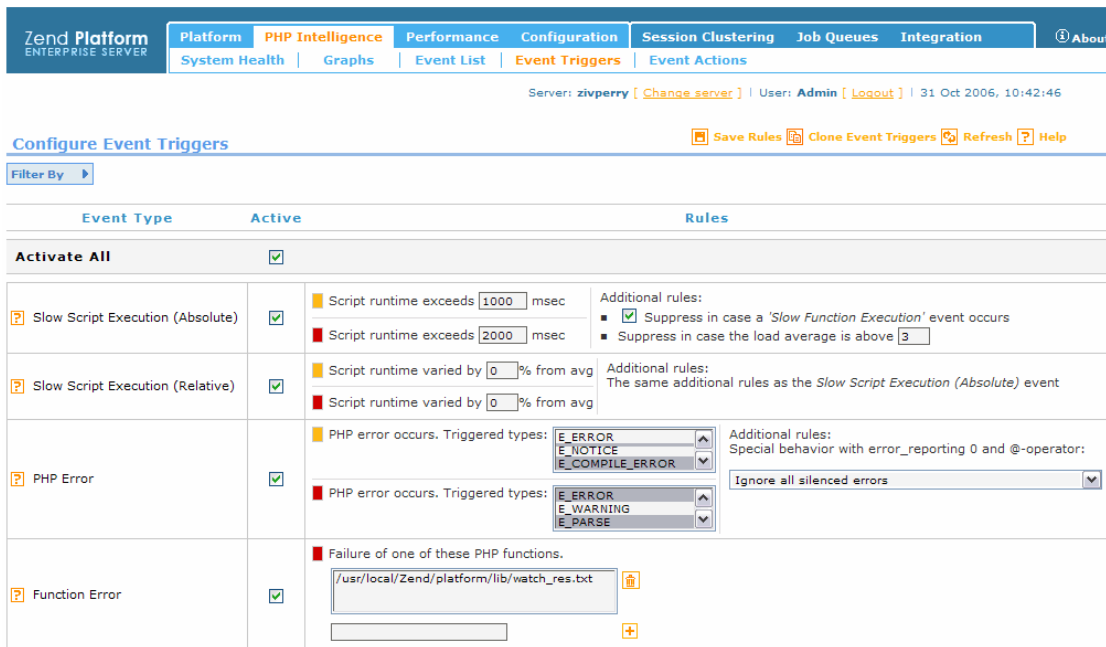 Zend Platform
ENTERPRISE SERVER
Platform PHP Intelligence Performance Configuration Session Clustering Job Queues Integration About
System Health | Graphs | Event List | Event Triggers | Event Actions
Server: zivperry [ Change server ] | User: Admin [ Logout ] | 31 Oct 2006, 10:42:46
Configure Event Triggers
Save Rules Clone Event Triggers Refresh ? Help
Filter By
Event Type Active Rules
Activate All
? Slow Script Execution (Absolute)
Script runtime exceeds 1000 msec
Script runtime exceeds 2000 msec
Additional rules:
Suppress in case a 'Slow Function Execution' event occurs
Suppress in case the load average is above 3
? Slow Script Execution (Relative)
Script runtime varied by 0 % from avg
Script runtime varied by 0 % from avg
Additional rules:
The same additional rules as the Slow Script Execution (Absolute) event
? PHP Error
PHP error occurs. Triggered types:
E_ERROR
E_NOTICE
E_COMPILE_ERROR
PHP error occurs. Triggered types:
E_ERROR
E_WARNING
E_PARSE
Additional rules:
Special behavior with error_reporting 0 and @-operator:
Ignore all silenced errors
? Function Error
Failure of one of these PHP functions.
/usr/local/Zend/platform/lib/watch_res.txt